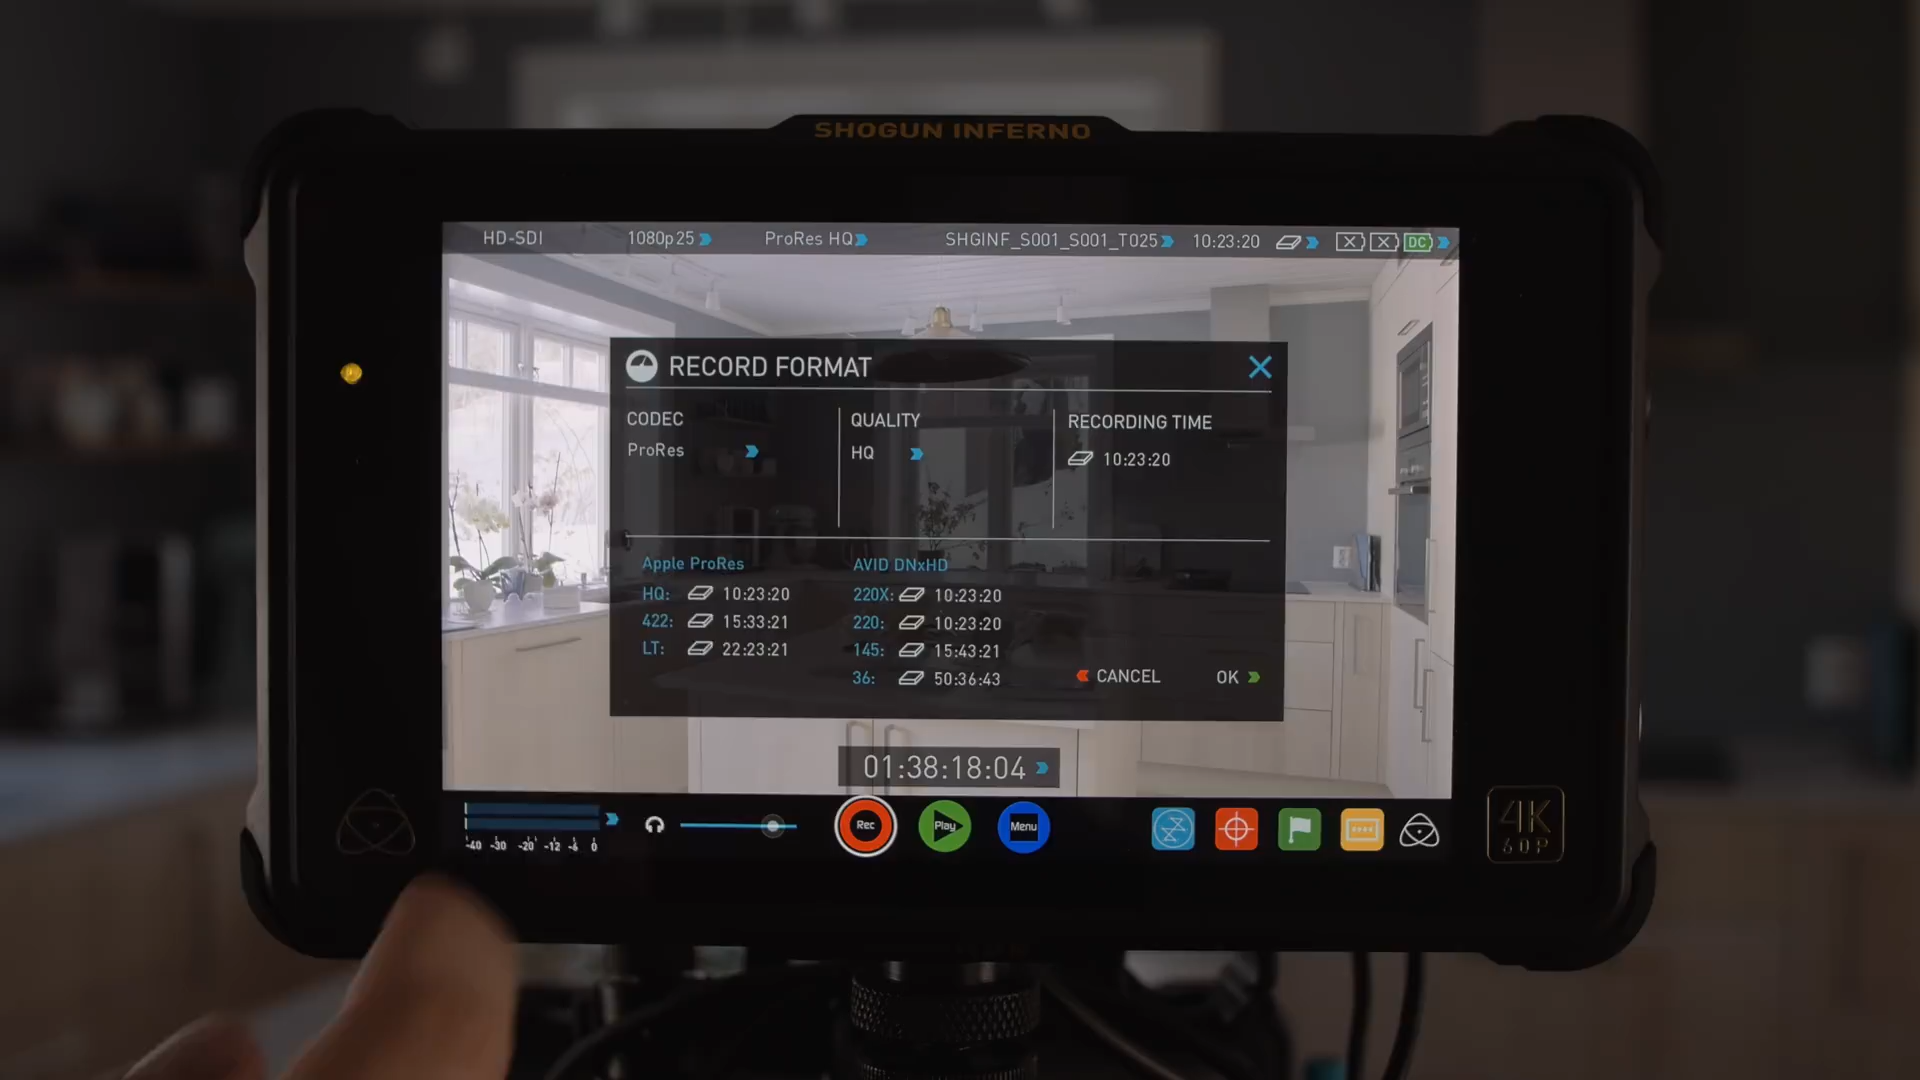 SHOGUN INFERNO
HD-SDI 1080p25 ProRes HQ SHGINF_S001_S001_T025 10:23:20 DC
RECORD FORMAT
CODEC QUALITY RECORDING TIME
ProRes HQ 10:23:20
Apple ProRes AVID DNxHD
HQ: 10:23:20 220X: 10:23:20
422: 15:33:21 220: 10:23:20
LT: 22:23:21 145: 15:43:21
36: 50:36:43
CANCEL OK
01:38:18:04
Rec Play Menu
-40 -30 -20 -12 -6 0
4K
60P